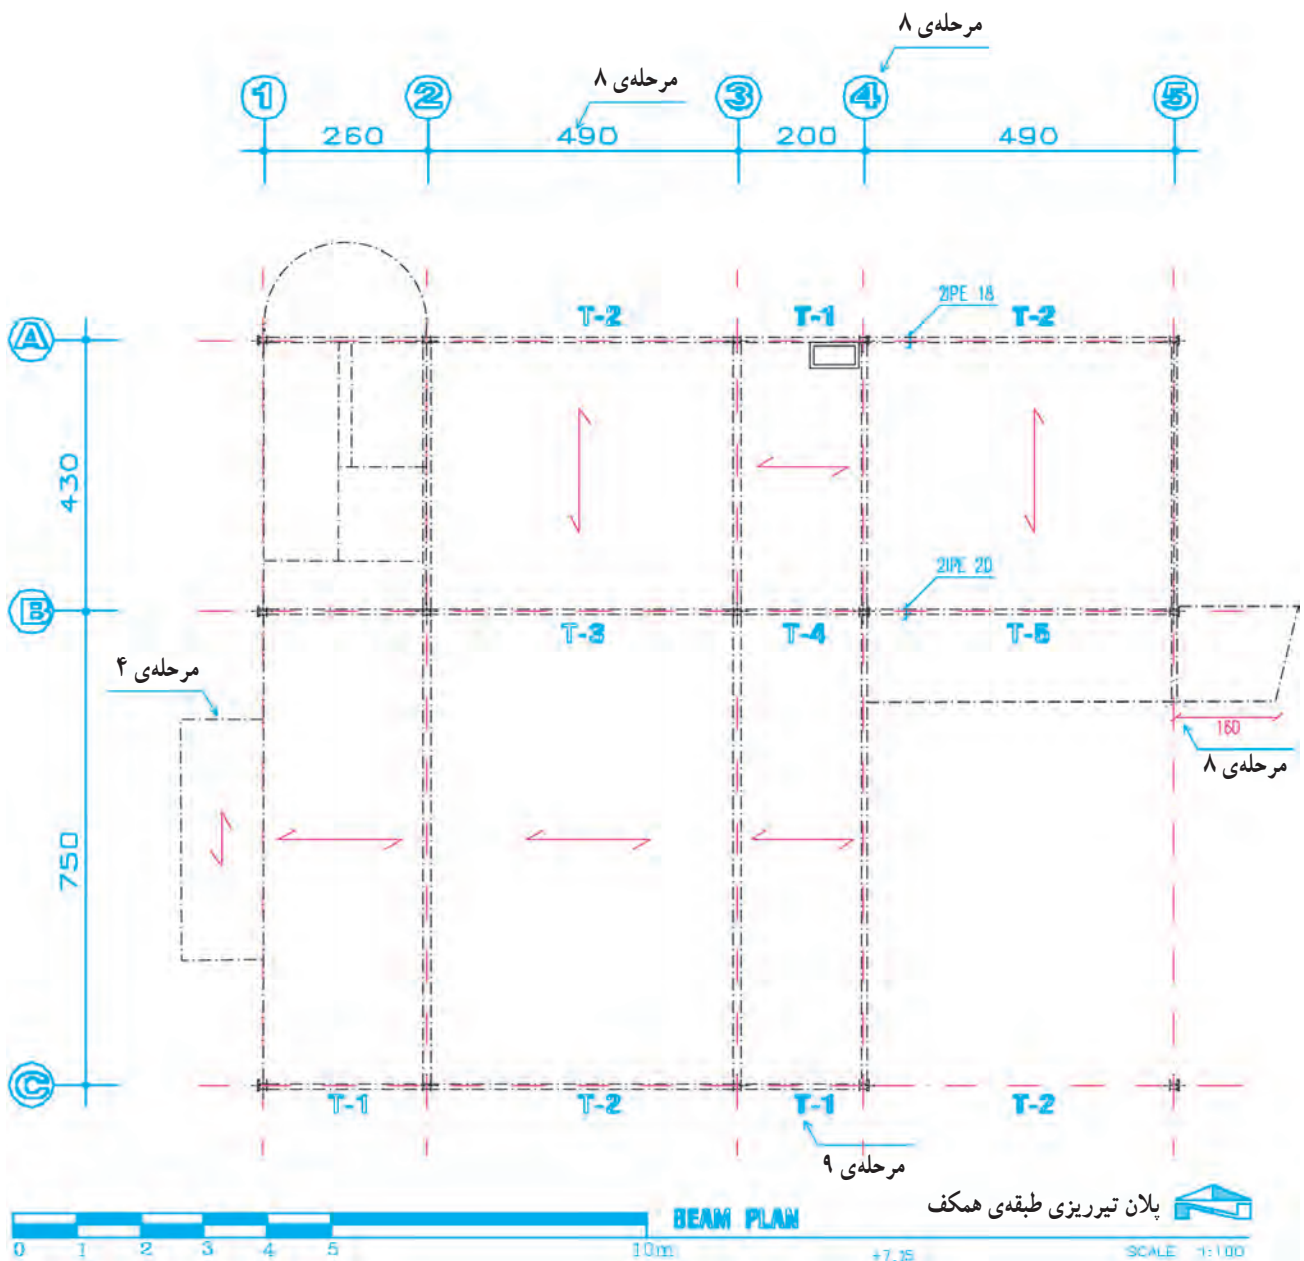 مرحله‌ی ۸
مرحله‌ی ۸
1 2 3 4 5
260 490 200 490
2IPE 18
T-2 T-1 T-2
A
430
2IPE 20
B
T-3 T-4 T-5
مرحله‌ی ۴
160
مرحله‌ی ۸
750
C
T-1 T-2 T-1 T-2
مرحله‌ی ۹
پلان تیرریزی طبقه‌ی همکف
BEAM PLAN
0 1 2 3 4 5 10m
SCALE 1:100